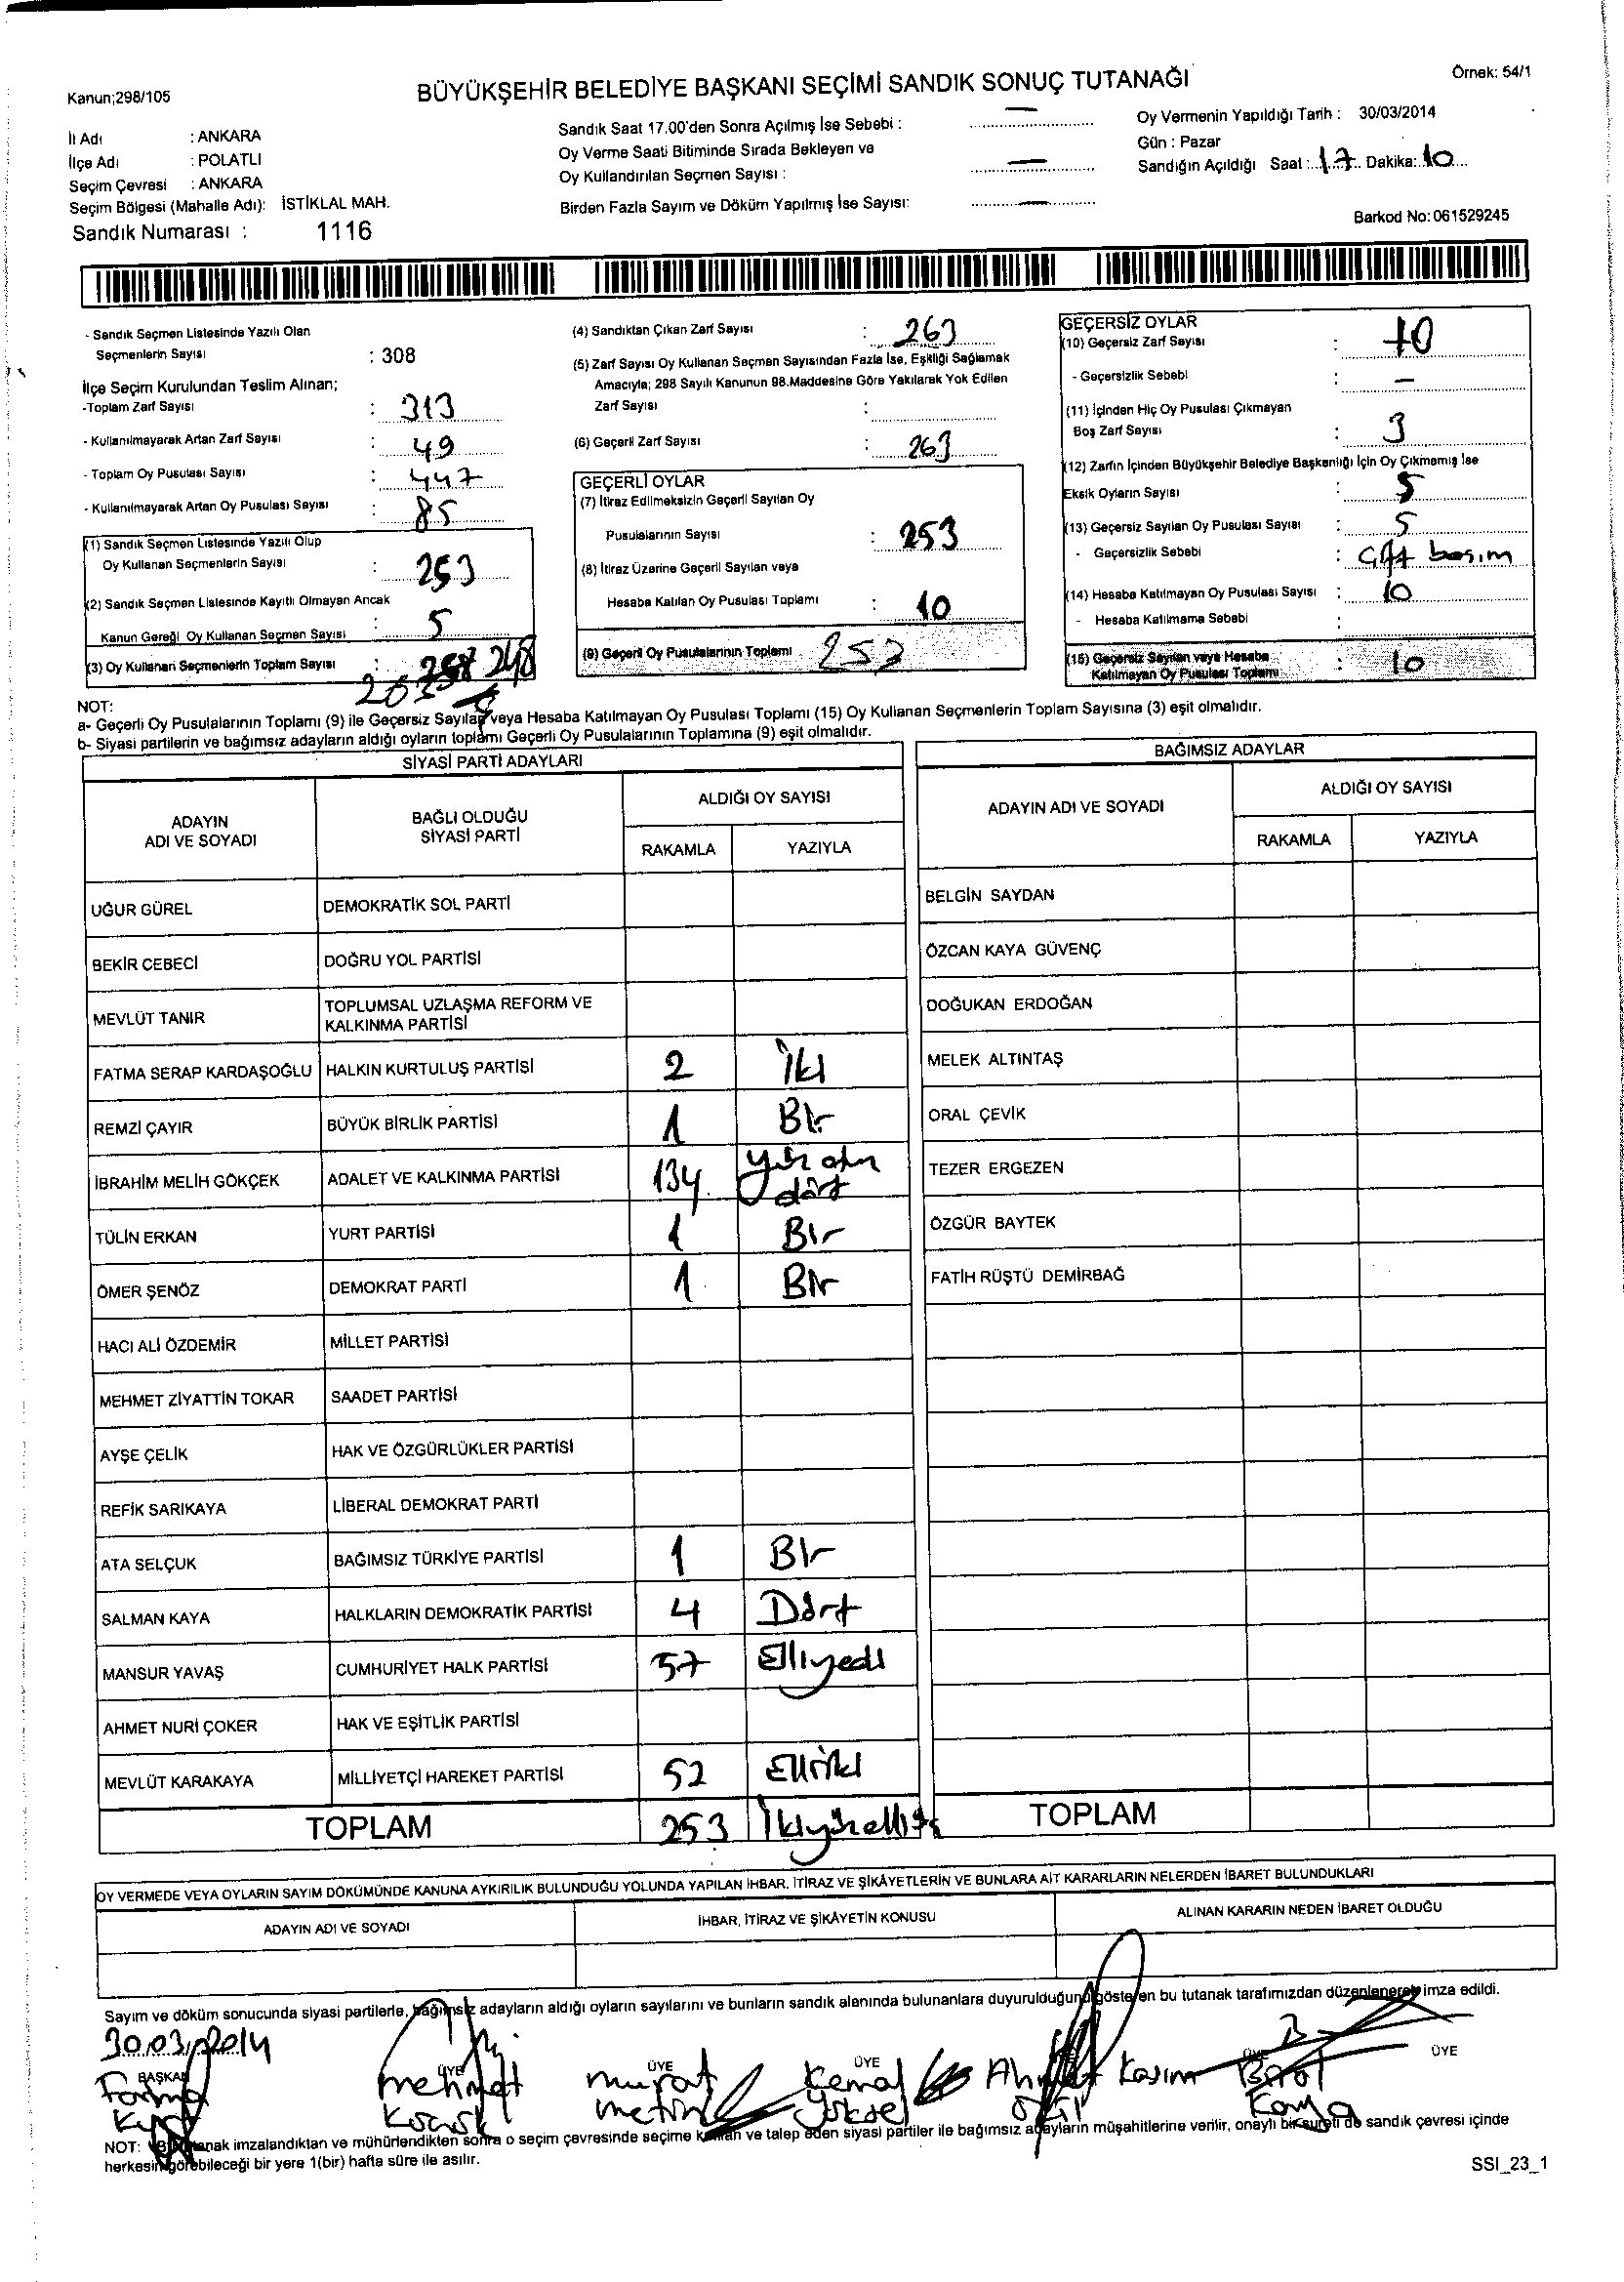 Örnek: 54/1
Kanun;298/105
BÜYÜKŞEHİR BELEDİYE BAŞKANI SEÇİMİ SANDIK SONUÇ TUTANAĞI
İl Adı : ANKARA
İlçe Adı : POLATLI
Seçim Çevresi : ANKARA
Seçim Bölgesi (Mahalle Adı): İSTİKLAL MAH.
Sandık Numarası : 1116
Sandık Saat 17.00'den Sonra Açılmış İse Sebebi : —
Oy Verme Saati Bitiminde Sırada Bekleyen ve
Oy Kullandırılan Seçmen Sayısı : —
Birden Fazla Sayım ve Döküm Yapılmış İse Sayısı: —
Oy Vermenin Yapıldığı Tarih : 30/03/2014
Gün : Pazar
Sandığın Açıldığı Saat : 17 Dakika: 10
Barkod No: 061529245
- Sandık Seçmen Listesinde Yazılı Olan
Seçmenlerin Sayısı : 308
İlçe Seçim Kurulundan Teslim Alınan;
-Toplam Zarf Sayısı : 313
- Kullanılmayarak Artan Zarf Sayısı : 49
- Toplam Oy Pusulası Sayısı : 447
- Kullanılmayarak Artan Oy Pusulası Sayısı : 85
(1) Sandık Seçmen Listesinde Yazılı Olup
Oy Kullanan Seçmenlerin Sayısı : 253
(2) Sandık Seçmen Listesinde Kayıtlı Olmayan Ancak
Kanun Gereği Oy Kullanan Seçmen Sayısı : 5
(3) Oy Kullanan Seçmenlerin Toplam Sayısı : 248
(4) Sandıktan Çıkan Zarf Sayısı : 263
(5) Zarf Sayısı Oy Kullanan Seçmen Sayısından Fazla İse, Eşitliği Sağlamak
Amacıyla; 298 Sayılı Kanunun 98.Maddesine Göre Yakılarak Yok Edilen
Zarf Sayısı :
(6) Geçerli Zarf Sayısı : 263
GEÇERLİ OYLAR
(7) İtiraz Edilmeksizin Geçerli Sayılan Oy
Pusulalarının Sayısı : 253
(8) İtiraz Üzerine Geçerli Sayılan veya
Hesaba Katılan Oy Pusulası Toplamı : 10
(9) Geçerli Oy Pusulalarının Toplamı 253
GEÇERSİZ OYLAR
(10) Geçersiz Zarf Sayısı : 10
- Geçersizlik Sebebi : —
(11) İçinden Hiç Oy Pusulası Çıkmayan
Boş Zarf Sayısı : 3
(12) Zarfın İçinden Büyükşehir Belediye Başkanlığı İçin Oy Çıkmamış İse
Eksik Oyların Sayısı : 5
(13) Geçersiz Sayılan Oy Pusulası Sayısı : 5
- Geçersizlik Sebebi : Çift basım
(14) Hesaba Katılmayan Oy Pusulası Sayısı : 10
- Hesaba Katılmama Sebebi :
(15) Geçersiz Sayılan veya Hesaba
Katılmayan Oy Pusulası Toplamı : 10
NOT:
a- Geçerli Oy Pusulalarının Toplamı (9) ile Geçersiz Sayılan veya Hesaba Katılmayan Oy Pusulası Toplamı (15) Oy Kullanan Seçmenlerin Toplam Sayısına (3) eşit olmalıdır.
b- Siyasi partilerin ve bağımsız adayların aldığı oyların toplamı Geçerli Oy Pusulalarının Toplamına (9) eşit olmalıdır.
SİYASİ PARTİ ADAYLARI
ADAYIN ADI VE SOYADI
BAĞLI OLDUĞU SİYASİ PARTİ
ALDIĞI OY SAYISI
RAKAMLA YAZIYLA
UĞUR GÜREL DEMOKRATİK SOL PARTİ
BEKİR CEBECİ DOĞRU YOL PARTİSİ
MEVLÜT TANIR TOPLUMSAL UZLAŞMA REFORM VE KALKINMA PARTİSİ
FATMA SERAP KARDAŞOĞLU HALKIN KURTULUŞ PARTİSİ 2 İki
REMZİ ÇAYIR BÜYÜK BİRLİK PARTİSİ 1 Bir
İBRAHİM MELİH GÖKÇEK ADALET VE KALKINMA PARTİSİ 134 dört
TÜLİN ERKAN YURT PARTİSİ 1 Bir
ÖMER ŞENÖZ DEMOKRAT PARTİ 1 Bir
HACI ALİ ÖZDEMİR MİLLET PARTİSİ
MEHMET ZİYATTİN TOKAR SAADET PARTİSİ
AYŞE ÇELİK HAK VE ÖZGÜRLÜKLER PARTİSİ
REFİK SARIKAYA LİBERAL DEMOKRAT PARTİ
ATA SELÇUK BAĞIMSIZ TÜRKİYE PARTİSİ 1 Bir
SALMAN KAYA HALKLARIN DEMOKRATİK PARTİSİ 4 Dört
MANSUR YAVAŞ CUMHURİYET HALK PARTİSİ 57 Elliyedi
AHMET NURİ ÇOKER HAK VE EŞİTLİK PARTİSİ
MEVLÜT KARAKAYA MİLLİYETÇİ HAREKET PARTİSİ 52 Elliiki
TOPLAM 253
BAĞIMSIZ ADAYLAR
ADAYIN ADI VE SOYADI
ALDIĞI OY SAYISI
RAKAMLA YAZIYLA
BELGİN SAYDAN
ÖZCAN KAYA GÜVENÇ
DOĞUKAN ERDOĞAN
MELEK ALTINTAŞ
ORAL ÇEVİK
TEZER ERGEZEN
ÖZGÜR BAYTEK
FATİH RÜŞTÜ DEMİRBAĞ
TOPLAM
OY VERMEDE VEYA OYLARIN SAYIM DÖKÜMÜNDE KANUNA AYKIRILIK BULUNDUĞU YOLUNDA YAPILAN İHBAR, İTİRAZ VE ŞİKÂYETLERİN VE BUNLARA AİT KARARLARIN NELERDEN İBARET BULUNDUKLARI
ADAYIN ADI VE SOYADI
İHBAR, İTİRAZ VE ŞİKÂYETİN KONUSU
ALINAN KARARIN NEDEN İBARET OLDUĞU
Sayım ve döküm sonucunda siyasi partilerle, bağımsız adayların aldığı oyların sayılarını ve bunların sandık alanında bulunanlara duyurulduğunu gösteren bu tutanak tarafımızdan düzenlenerek imza edildi.
30.03.2014
BAŞKAN ÜYE ÜYE ÜYE ÜYE ÜYE
Fatma mehmet murat Kemal Ahmet Kasım
metin Yüksel Kaya
NOT: Bu tutanak imzalandıktan ve mühürlendikten sonra o seçim çevresinde seçime katılan ve talep eden siyasi partiler ile bağımsız adayların müşahitlerine verilir, onaylı bir sureti de sandık çevresi içinde
herkesin görebileceği bir yere 1(bir) hafta süre ile asılır.
SSI_23_1